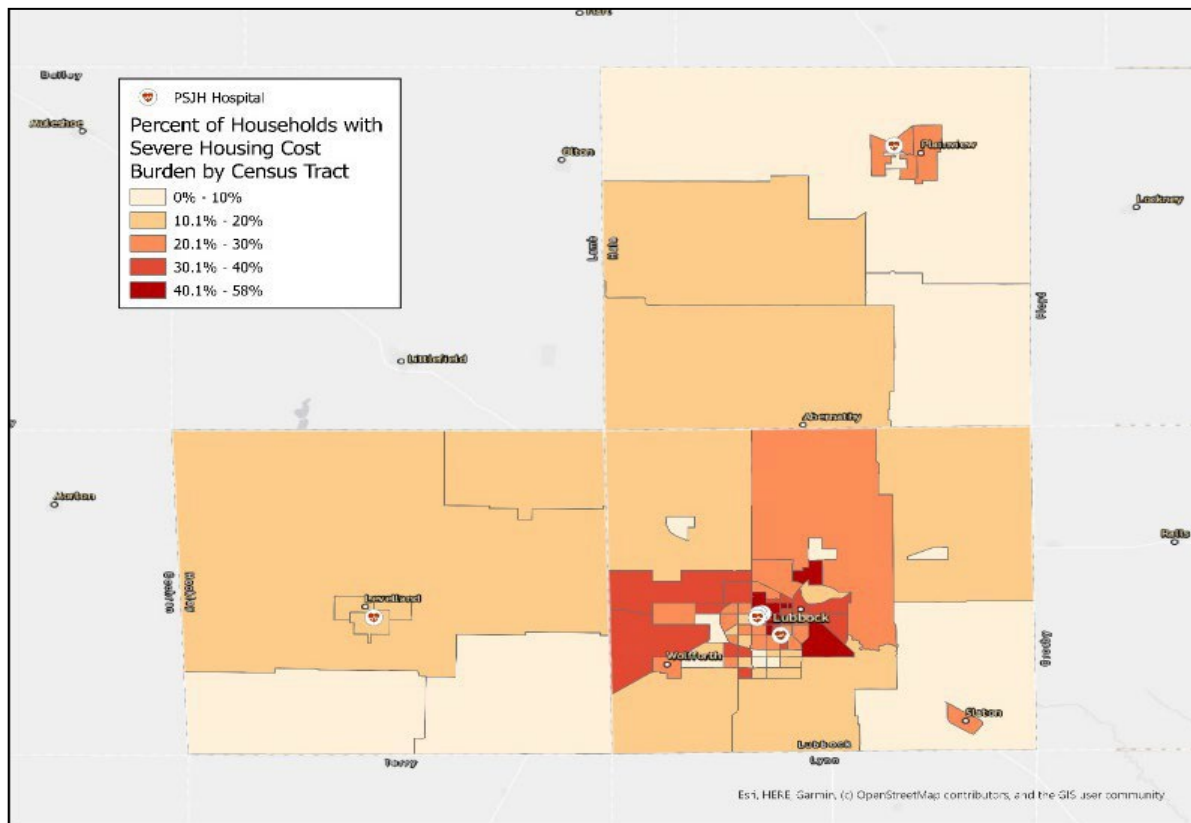 Bailey
Muleshoe
PSJH Hospital
Percent of Households with
Severe Housing Cost
Burden by Census Tract
0% - 10%
10.1% - 20%
20.1% - 30%
30.1% - 40%
40.1% - 58%
Olton
Plainview
Lockney
Lamb
Hale
Floyd
Littlefield
Abernathy
Morton
Ralls
Cochran
Hockley
Levelland
Lubbock
Wolfforth
Crosby
Slaton
Lubbock
Lynn
Terry
Esri, HERE, Garmin, (c) OpenStreetMap contributors, and the GIS user community